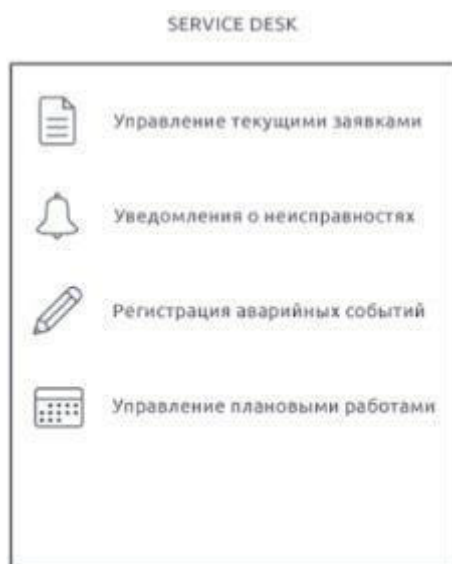 SERVICE DESK
Управление текущими заявками
Уведомления о неисправностях
Регистрация аварийных событий
Управление плановыми работами